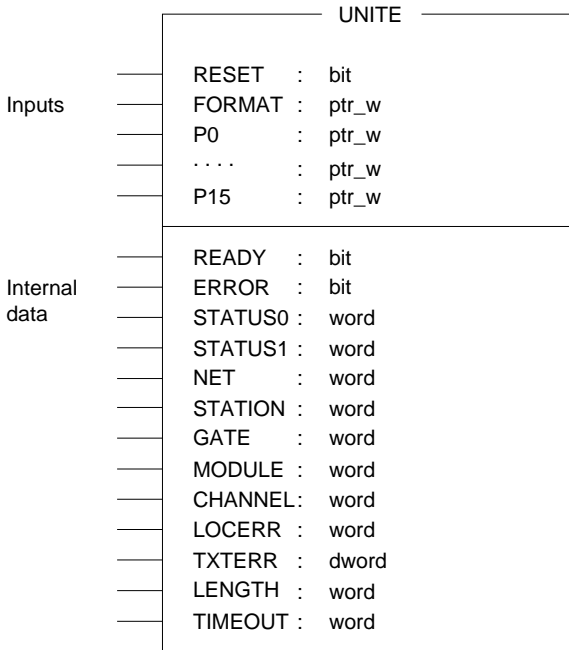 UNITE
RESET : bit
Inputs FORMAT : ptr_w
P0 : ptr_w
. . . . : ptr_w
P15 : ptr_w
READY : bit
Internal ERROR : bit
data STATUS0 : word
STATUS1 : word
NET : word
STATION : word
GATE : word
MODULE : word
CHANNEL : word
LOCERR : word
TXTERR : dword
LENGTH : word
TIMEOUT : word